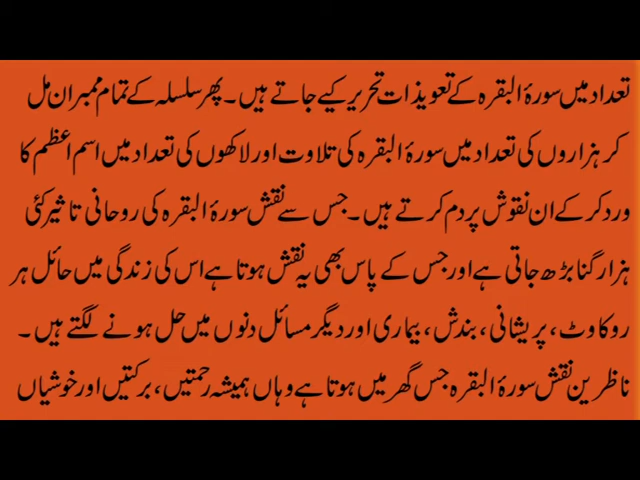 تعداد میں سورۃ البقرہ کے تعویذات تحریر کیے جاتے ہیں۔ پھر سلسلہ کے تمام ممبران مل
کر ہزاروں کی تعداد میں سورۃ البقرہ کی تلاوت اور لاکھوں کی تعداد میں اسم اعظم کا
ورد کر کے ان نقوش پر دم کرتے ہیں۔ جس سے نقش سورۃ البقرہ کی روحانی تاثیر کئی
ہزار گنا بڑھ جاتی ہے اور جس کے پاس بھی یہ نقش ہوتا ہے اس کی زندگی میں حائل ہر
روکاوٹ، پریشانی، بندش، بیماری اور دیگر مسائل دنوں میں حل ہونے لگتے ہیں۔
ناظرین نقش سورۃ البقرہ جس گھر میں ہوتا ہے وہاں ہمیشہ رحمتیں، برکتیں اور خوشیاں